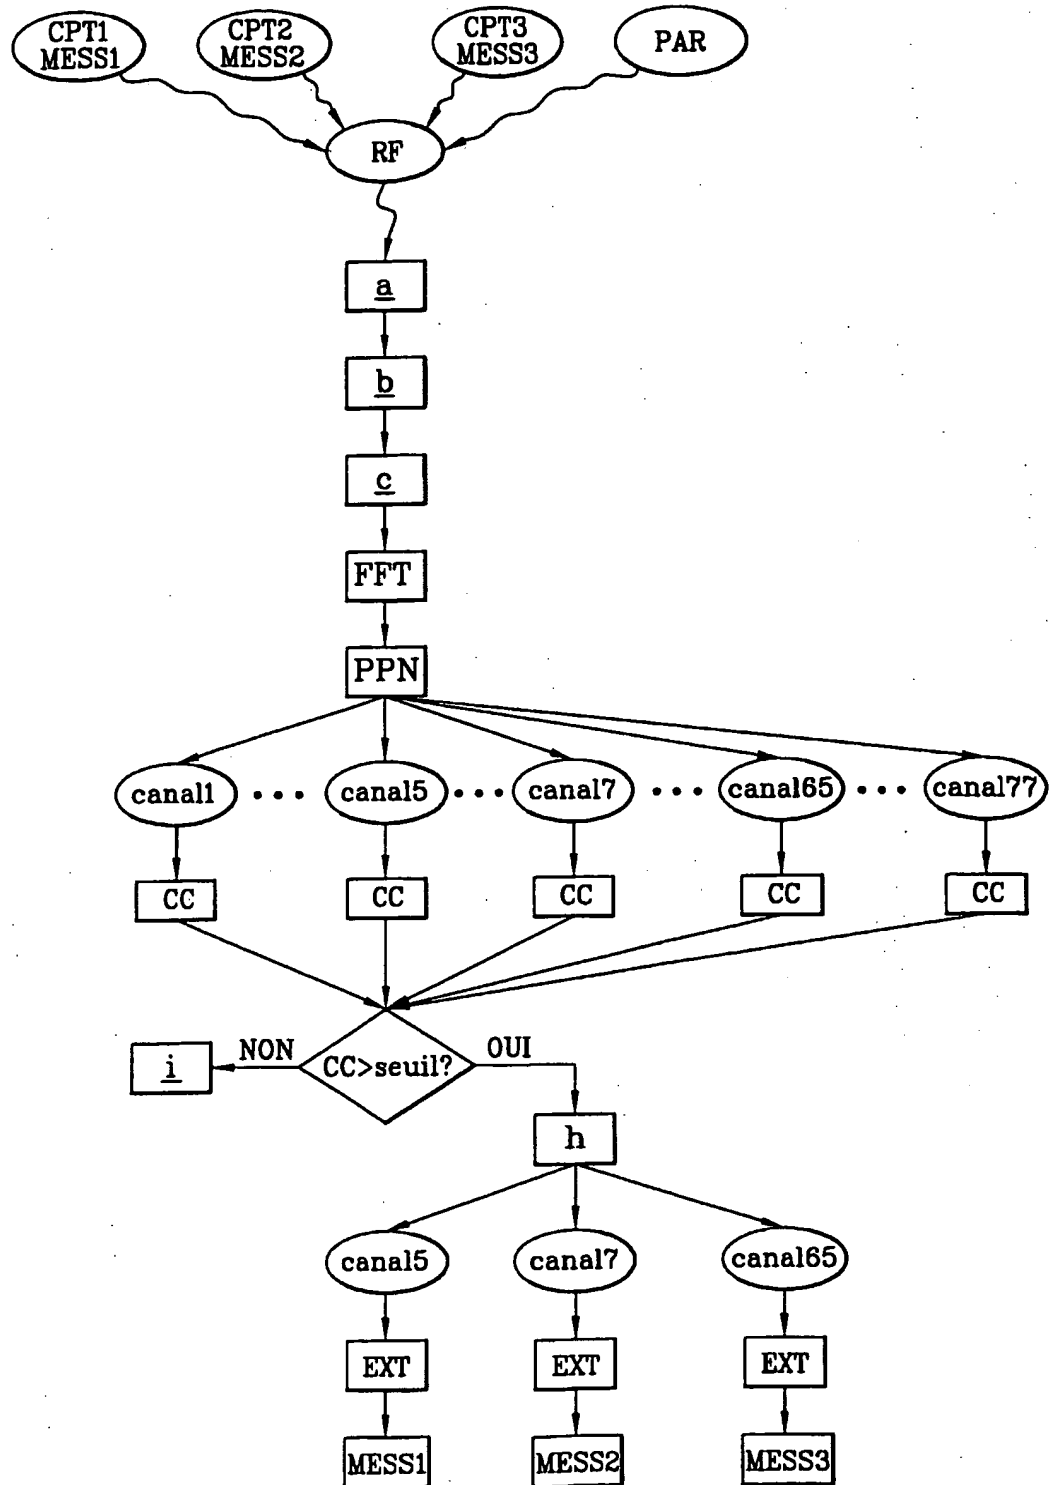 CPT1
MESS1
CPT2
MESS2
CPT3
MESS3
PAR
RF
a
b
c
FFT
PPN
canal1
canal5
canal7
canal65
canal77
CC
CC
CC
CC
CC
CC>seuil?
NON
OUI
i
h
canal5
canal7
canal65
EXT
EXT
EXT
MESS1
MESS2
MESS3